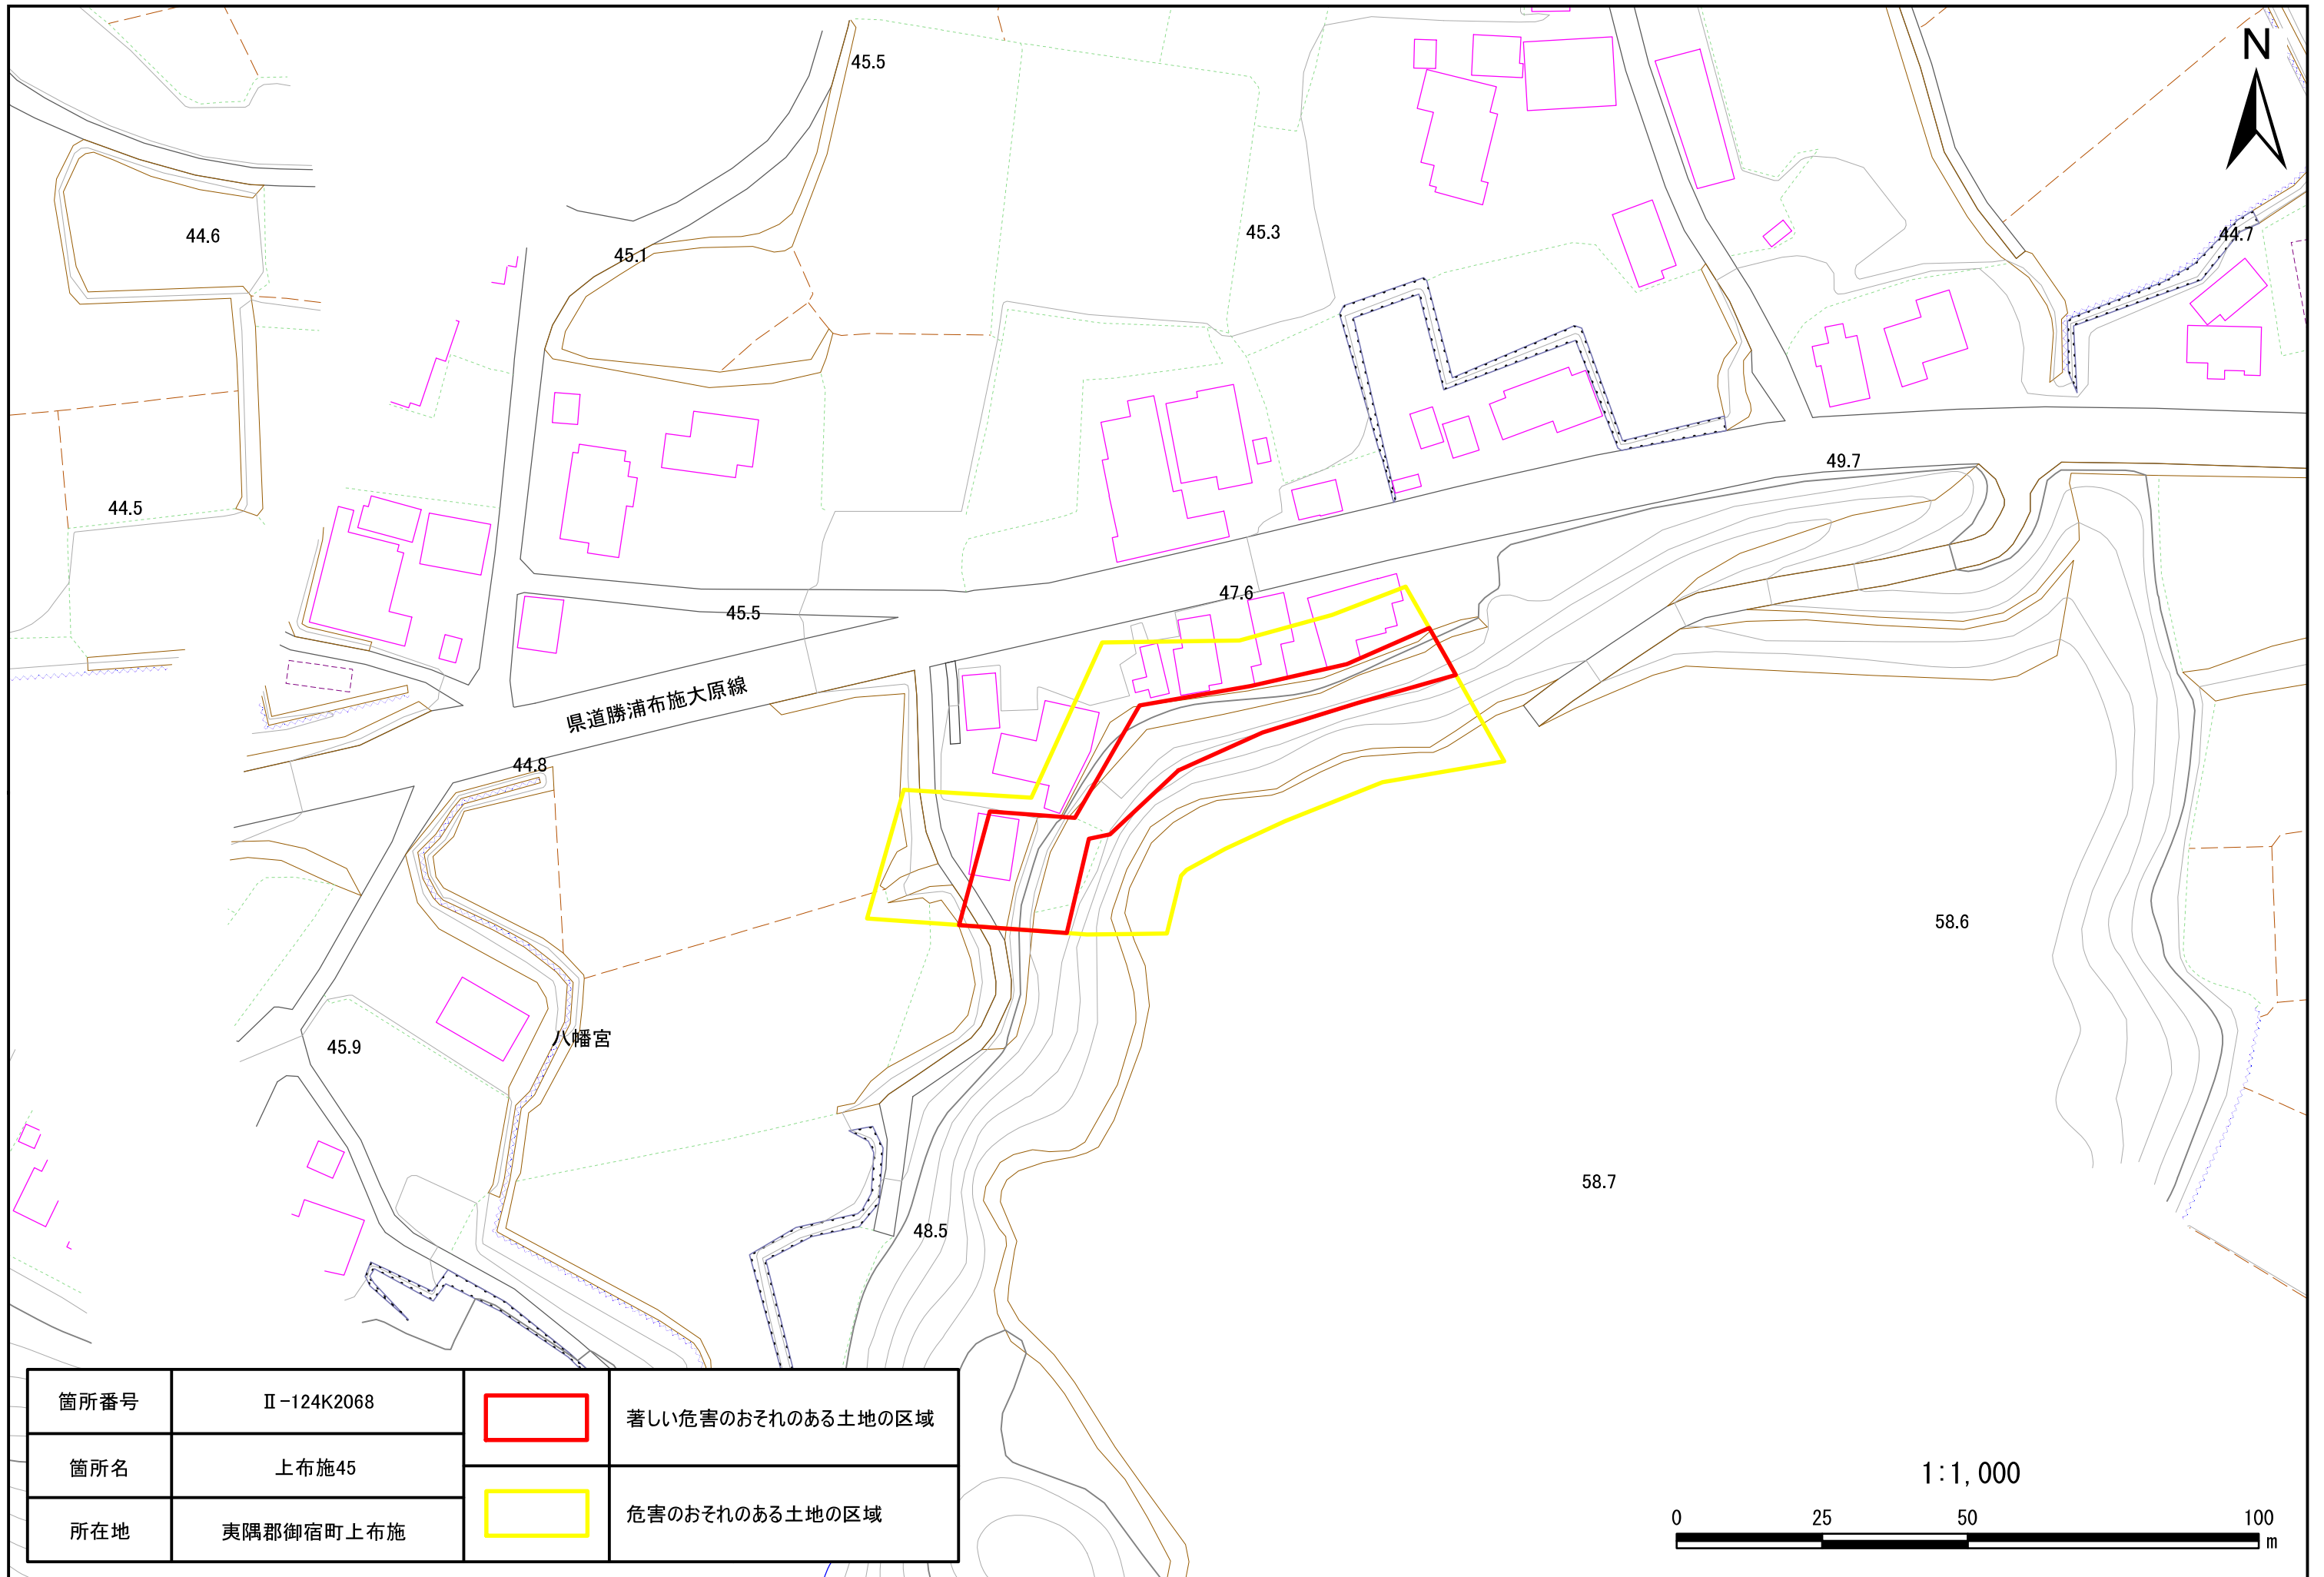 N
45.5
44.6
45.1
45.3
44.7
49.7
44.5
47.6
45.5
県道勝浦布施大原線
44.8
58.6
45.9
八幡宮
58.7
48.5
箇所番号
Ⅱ-124K2068
著しい危害のおそれのある土地の区域
箇所名
上布施45
危害のおそれのある土地の区域
所在地
夷隅郡御宿町上布施
1:1,000
0 25 50 100
m